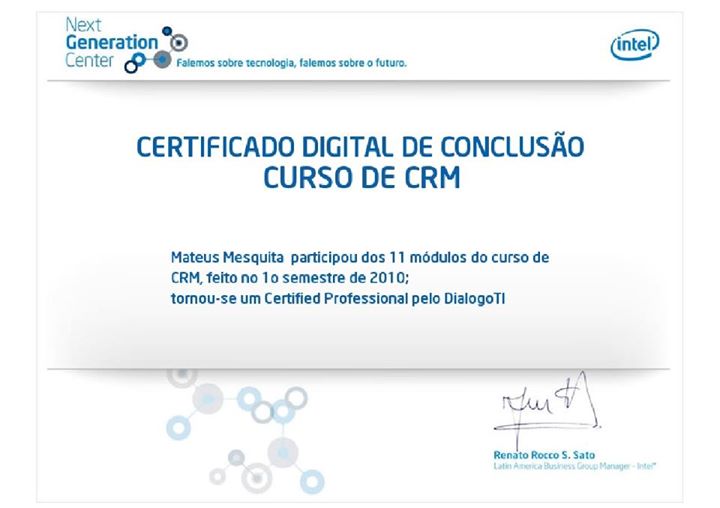 Next
Generation
Center
Falemos sobre tecnologia, falemos sobre o futuro.
intel
CERTIFICADO DIGITAL DE CONCLUSÃO
CURSO DE CRM
Mateus Mesquita participou dos 11 módulos do curso de
CRM, feito no 1o semestre de 2010;
tornou-se um Certified Professional pelo DialogoTI
Renato Rocco S. Sato
Latin America Business Group Manager - Intel®